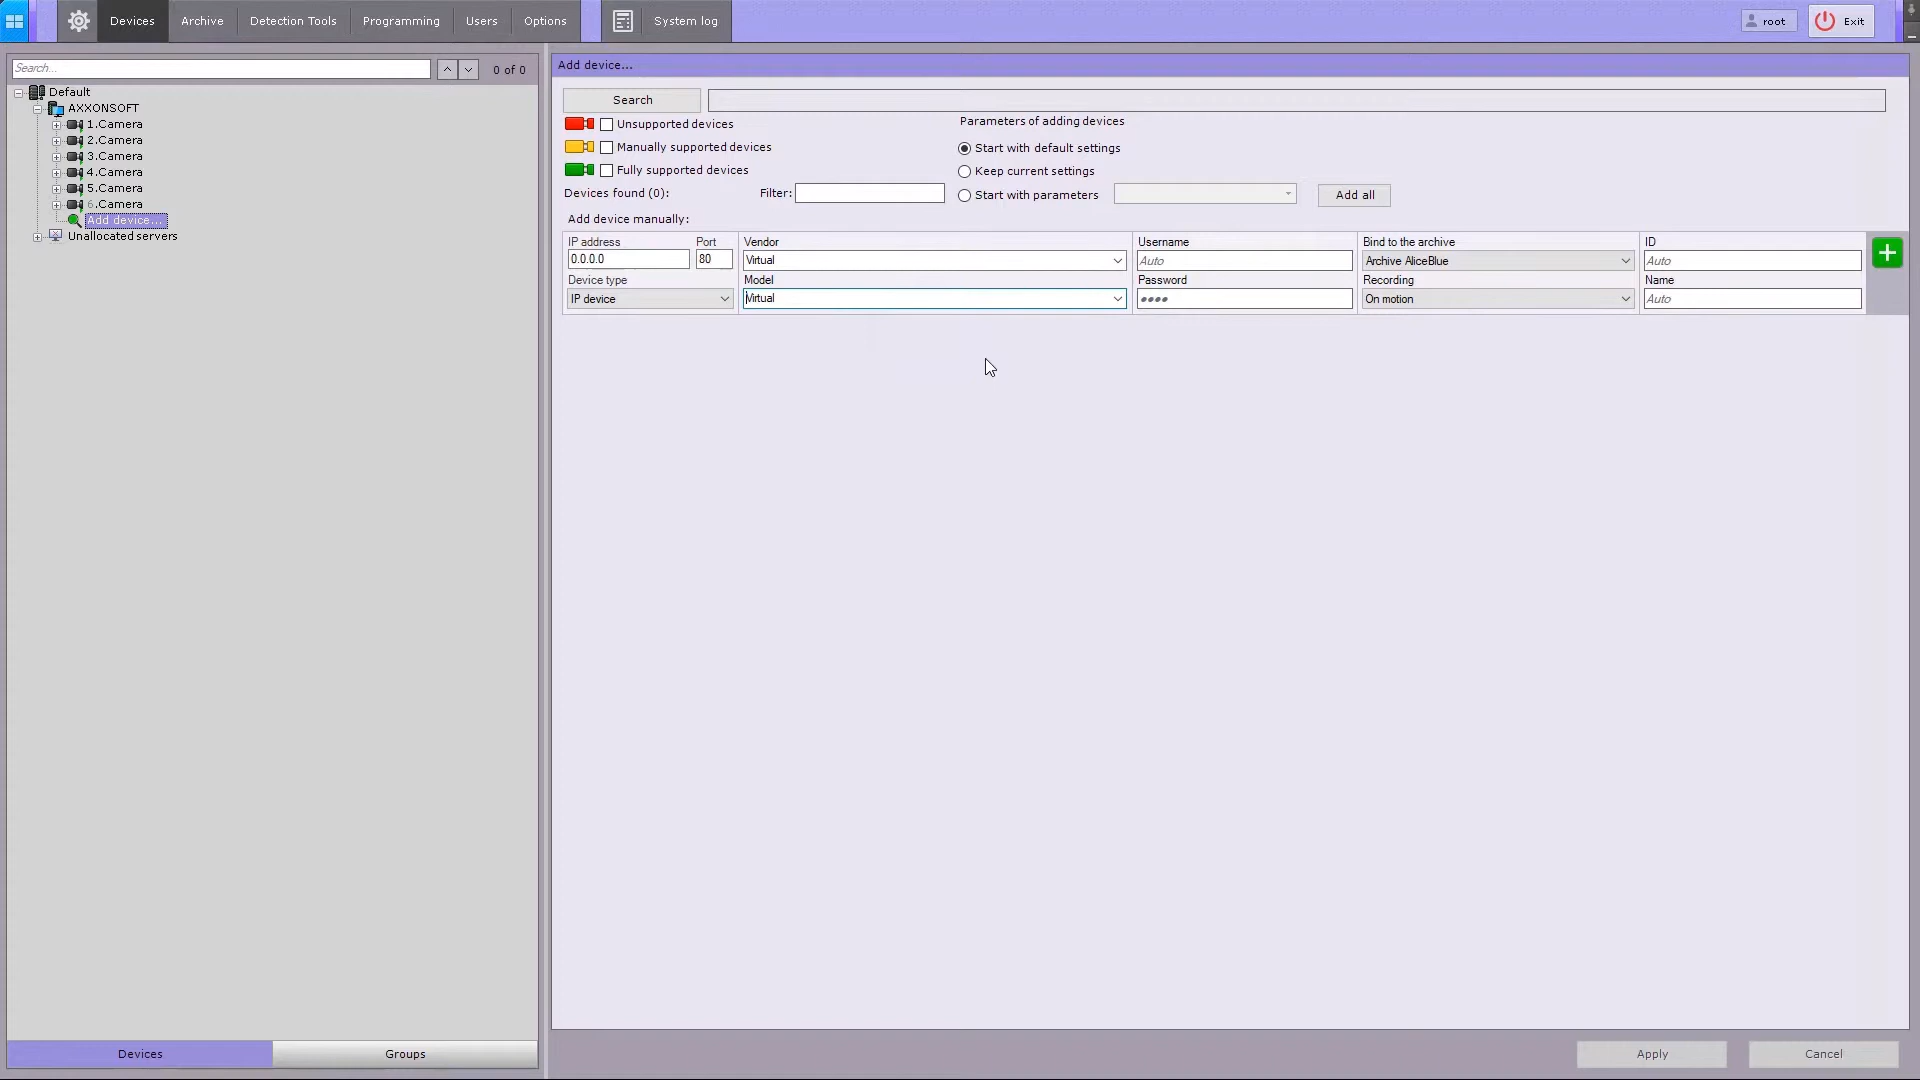 Devices
Archive
Detection Tools
Programming
Users
Options
System log
root
Exit
Search...
0 of 0
Default
AXXONSOFT
1.Camera
2.Camera
3.Camera
4.Camera
5.Camera
6.Camera
Add device...
Unallocated servers
Add device...
Search
Unsupported devices
Manually supported devices
Fully supported devices
Devices found (0):
Filter:
Parameters of adding devices
Start with default settings
Keep current settings
Start with parameters
Add all
Add device manually:
IP address
Port
Vendor
Username
Bind to the archive
ID
0.0.0.0
80
Virtual
Auto
Archive AliceBlue
Auto
Device type
Model
Password
Recording
Name
IP device
Virtual
●●●●
On motion
Auto
Devices
Groups
Apply
Cancel